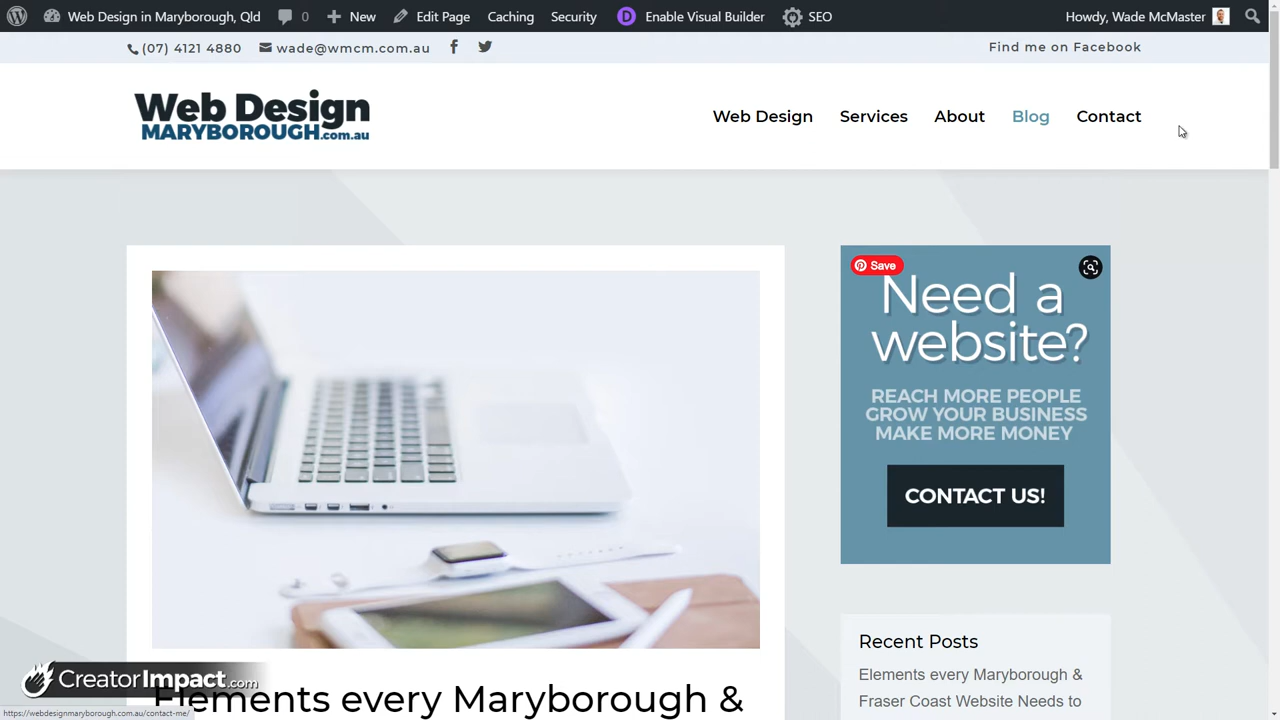 Web Design in Maryborough, Qld 0 New Edit Page Caching Security Enable Visual Builder SEO Howdy, Wade McMaster
(07) 4121 4880 wade@wmcm.com.au Find me on Facebook
Web Design
MARYBOROUGH.com.au
Web Design Services About Blog Contact
Save
Need a
website?
REACH MORE PEOPLE
GROW YOUR BUSINESS
MAKE MORE MONEY
CONTACT US!
Recent Posts
Elements every Maryborough &
Fraser Coast Website Needs to
Elements every Maryborough &
CreatorImpact.com
https://webdesignmaryborough.com.au/contact-me/